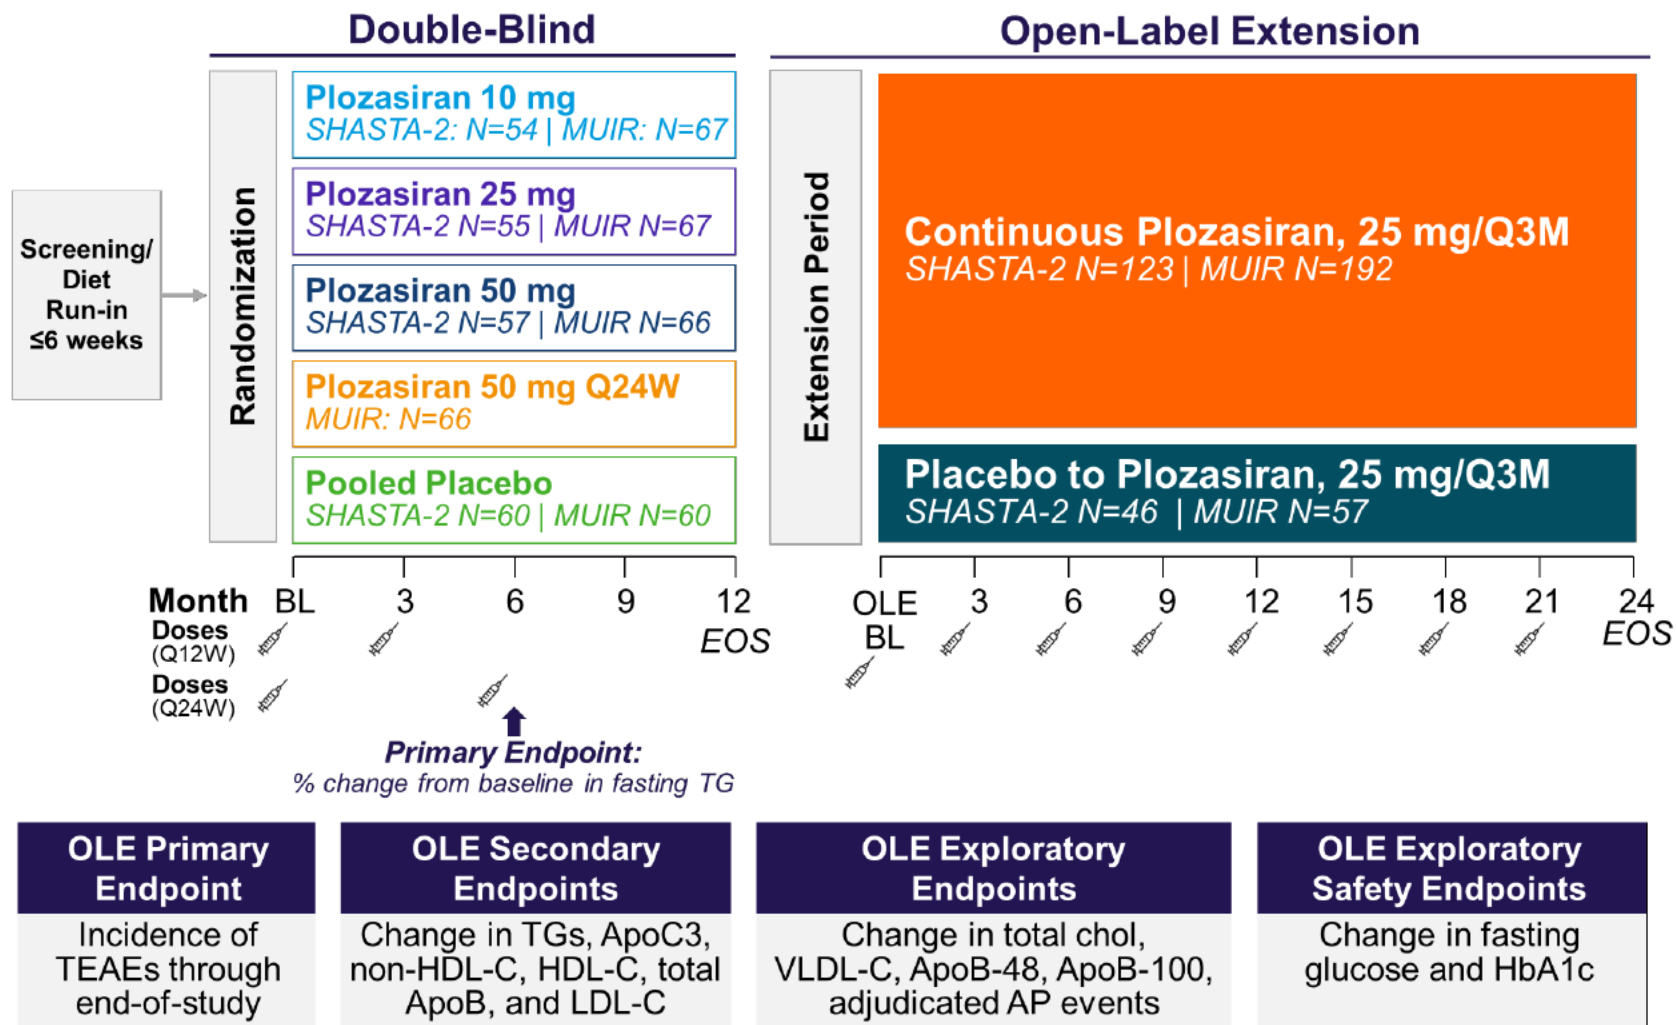 Double-Blind
Open-Label Extension
Screening/
Diet
Run-in
≤6 weeks
Randomization
Plozasiran 10 mg
SHASTA-2: N=54 | MUIR: N=67
Plozasiran 25 mg
SHASTA-2 N=55 | MUIR N=67
Plozasiran 50 mg
SHASTA-2 N=57 | MUIR N=66
Plozasiran 50 mg Q24W
MUIR: N=66
Pooled Placebo
SHASTA-2 N=60 | MUIR N=60
Extension Period
Continuous Plozasiran, 25 mg/Q3M
SHASTA-2 N=123 | MUIR N=192
Placebo to Plozasiran, 25 mg/Q3M
SHASTA-2 N=46 | MUIR N=57
Month BL 3 6 9 12
EOS
OLE 3 6 9 12 15 18 21 24
BL
EOS
Doses
(Q12W)
Doses
(Q24W)
Primary Endpoint:
% change from baseline in fasting TG
OLE Primary
Endpoint
Incidence of
TEAEs through
end-of-study
OLE Secondary
Endpoints
Change in TGs, ApoC3,
non-HDL-C, HDL-C, total
ApoB, and LDL-C
OLE Exploratory
Endpoints
Change in total chol,
VLDL-C, ApoB-48, ApoB-100,
adjudicated AP events
OLE Exploratory
Safety Endpoints
Change in fasting
glucose and HbA1c